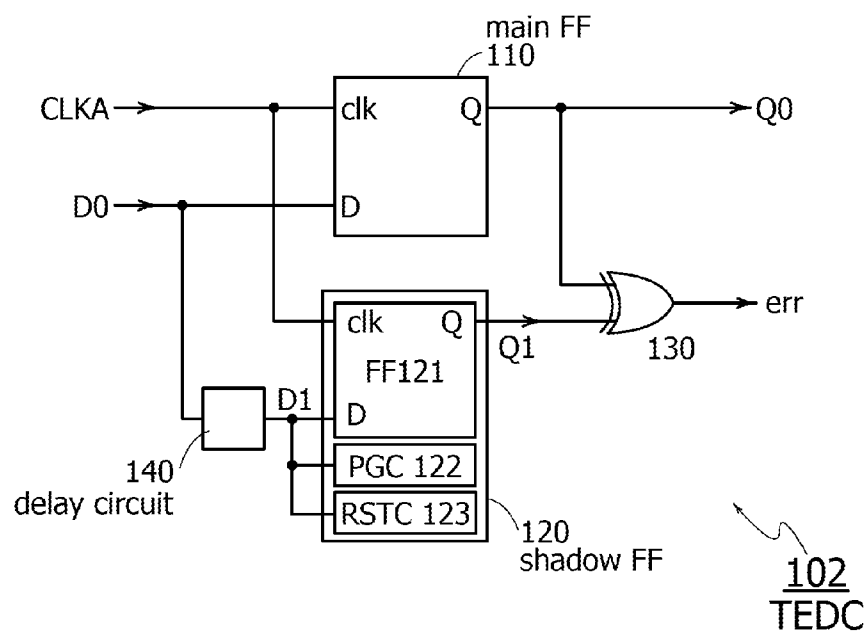 main FF
110
CLKA
clk
Q
Q0
D0
D
clk
Q
Q1
err
130
FF121
D1
D
140
delay circuit
PGC 122
RSTC 123
120
shadow FF
102
TEDC